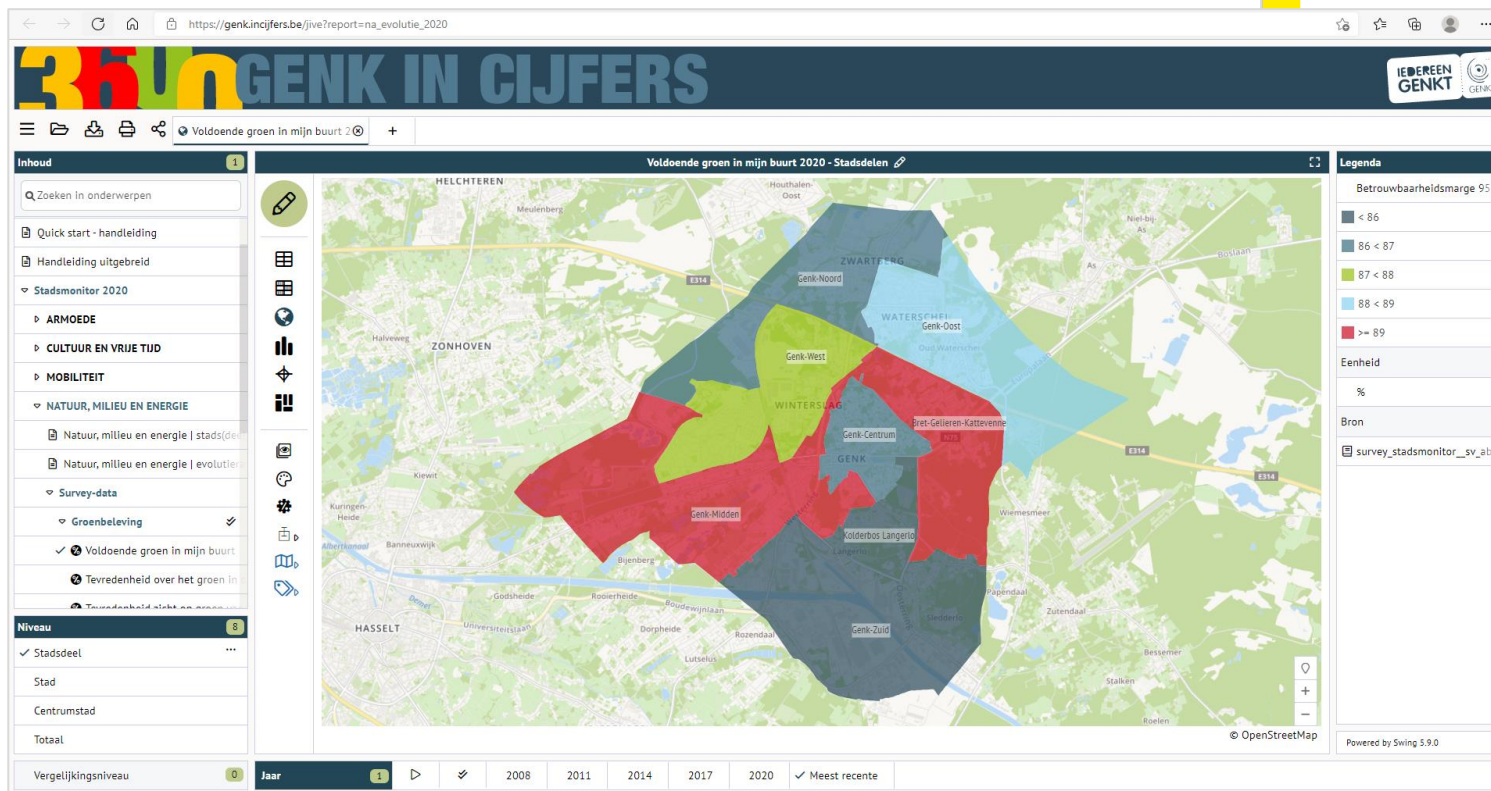 https://genk.incijfers.be/jive?report=na_evolutie_2020
3600 GENK IN CIJFERS
IEDEREEN
GENKT
GENK
Voldoende groen in mijn buurt 2
+
Inhoud 1
Zoeken in onderwerpen
Quick start - handleiding
Handleiding uitgebreid
Stadsmonitor 2020
ARMOEDE
CULTUUR EN VRIJE TIJD
MOBILITEIT
NATUUR, MILIEU EN ENERGIE
Natuur, milieu en energie | stads(dee
Natuur, milieu en energie | evolutie
Survey-data
Groenbeleving
Voldoende groen in mijn buurt
Tevredenheid over het groen in
Niveau 8
Stadsdeel ...
Stad
Centrumstad
Totaal
Vergelijkingsniveau 0
Voldoende groen in mijn buurt 2020 - Stadsdelen
HELCHTEREN
Houthalen-
Oost
Meulenberg
Niel-bij-
As
Boslaan
ZWARTBERG
As
Genk-Noord
E314
WATERSCHEI
Genk-Oost
Oud Waterschei
Halveweg
ZONHOVEN
Genk-West
WINTERSLAG
Bret-Gelieren-Kattevenne
Genk-Centrum
N75
GENK
E314
E314
Kiewit
Kuringen-
Heide
Genk-Midden
Wiemesmeer
Kolderbos Langerlo
Langerlo
Albertkanaal
Banneuxwijk
Bijenberg
Papendaal
Demer
Godsheide
Rooierheide
Boudewijnlaan
Zutendaal
HASSELT
Universiteitslaan
Dorpheide
Rozendaal
Genk-Zuid
Lutselus
Bessemer
Stalken
Roelen
+
−
© OpenStreetMap
Jaar 1
2008
2011
2014
2017
2020
Meest recente
Legenda
Betrouwbaarheidsmarge 95
< 86
86 < 87
87 < 88
88 < 89
>= 89
Eenheid
%
Bron
survey_stadsmonitor__sv_ab
Powered by Swing 5.9.0